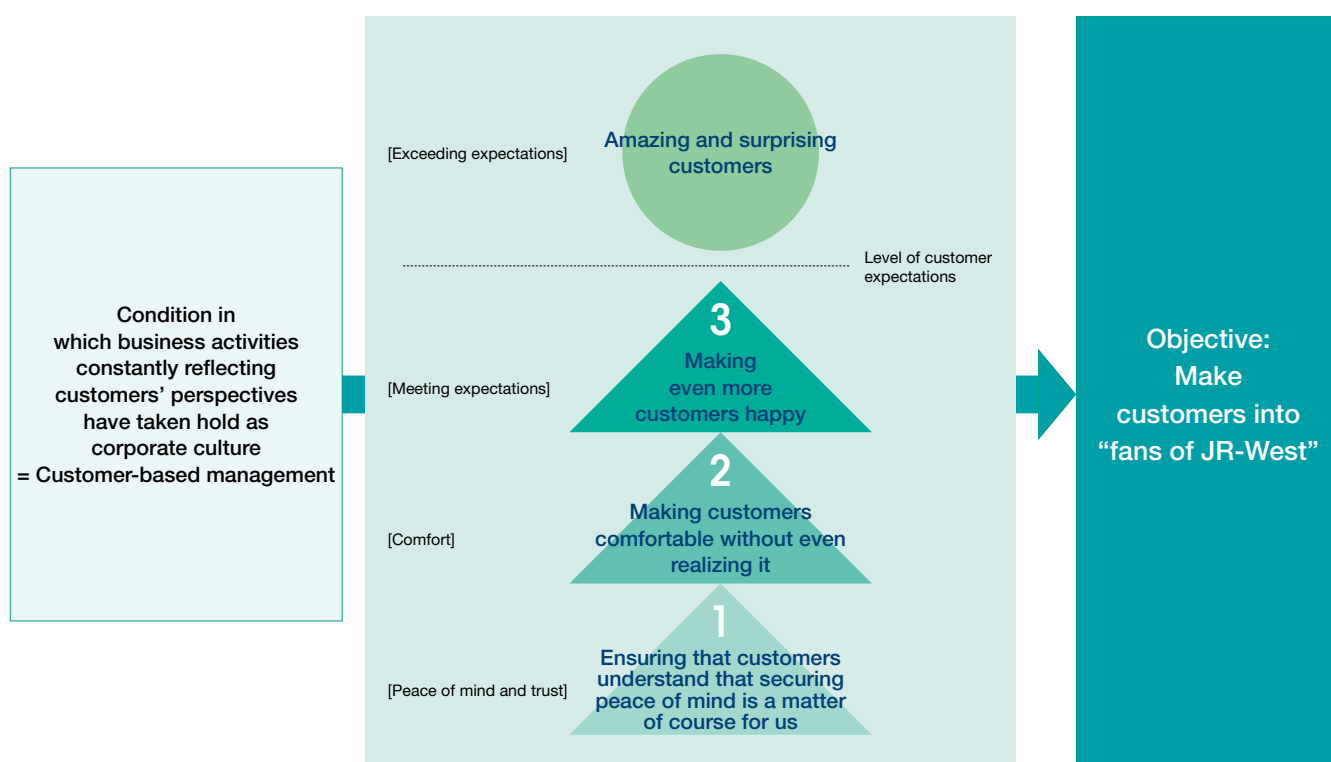 Condition in
which business activities
constantly reflecting
customers’ perspectives
have taken hold as
corporate culture
= Customer-based management
[Exceeding expectations]
Amazing and surprising
customers
Level of customer
expectations
[Meeting expectations]
3
Making
even more
customers happy
[Comfort]
2
Making customers
comfortable without even
realizing it
[Peace of mind and trust]
1
Ensuring that customers
understand that securing
peace of mind is a matter
of course for us
Objective:
Make
customers into
“fans of JR-West”